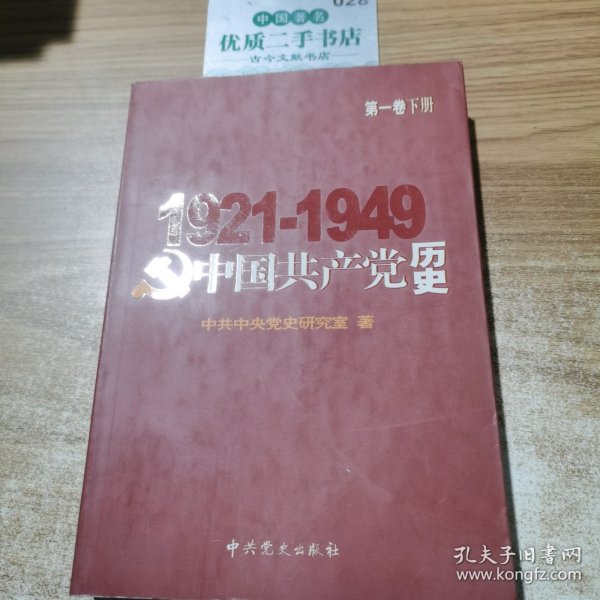 028
中国著名
优质二手书店
古今文献书店
第一卷下册
1921-1949
中国共产党历史
中共中央党史研究室 著
中共党史出版社
孔夫子旧书网
www.kongfz.com